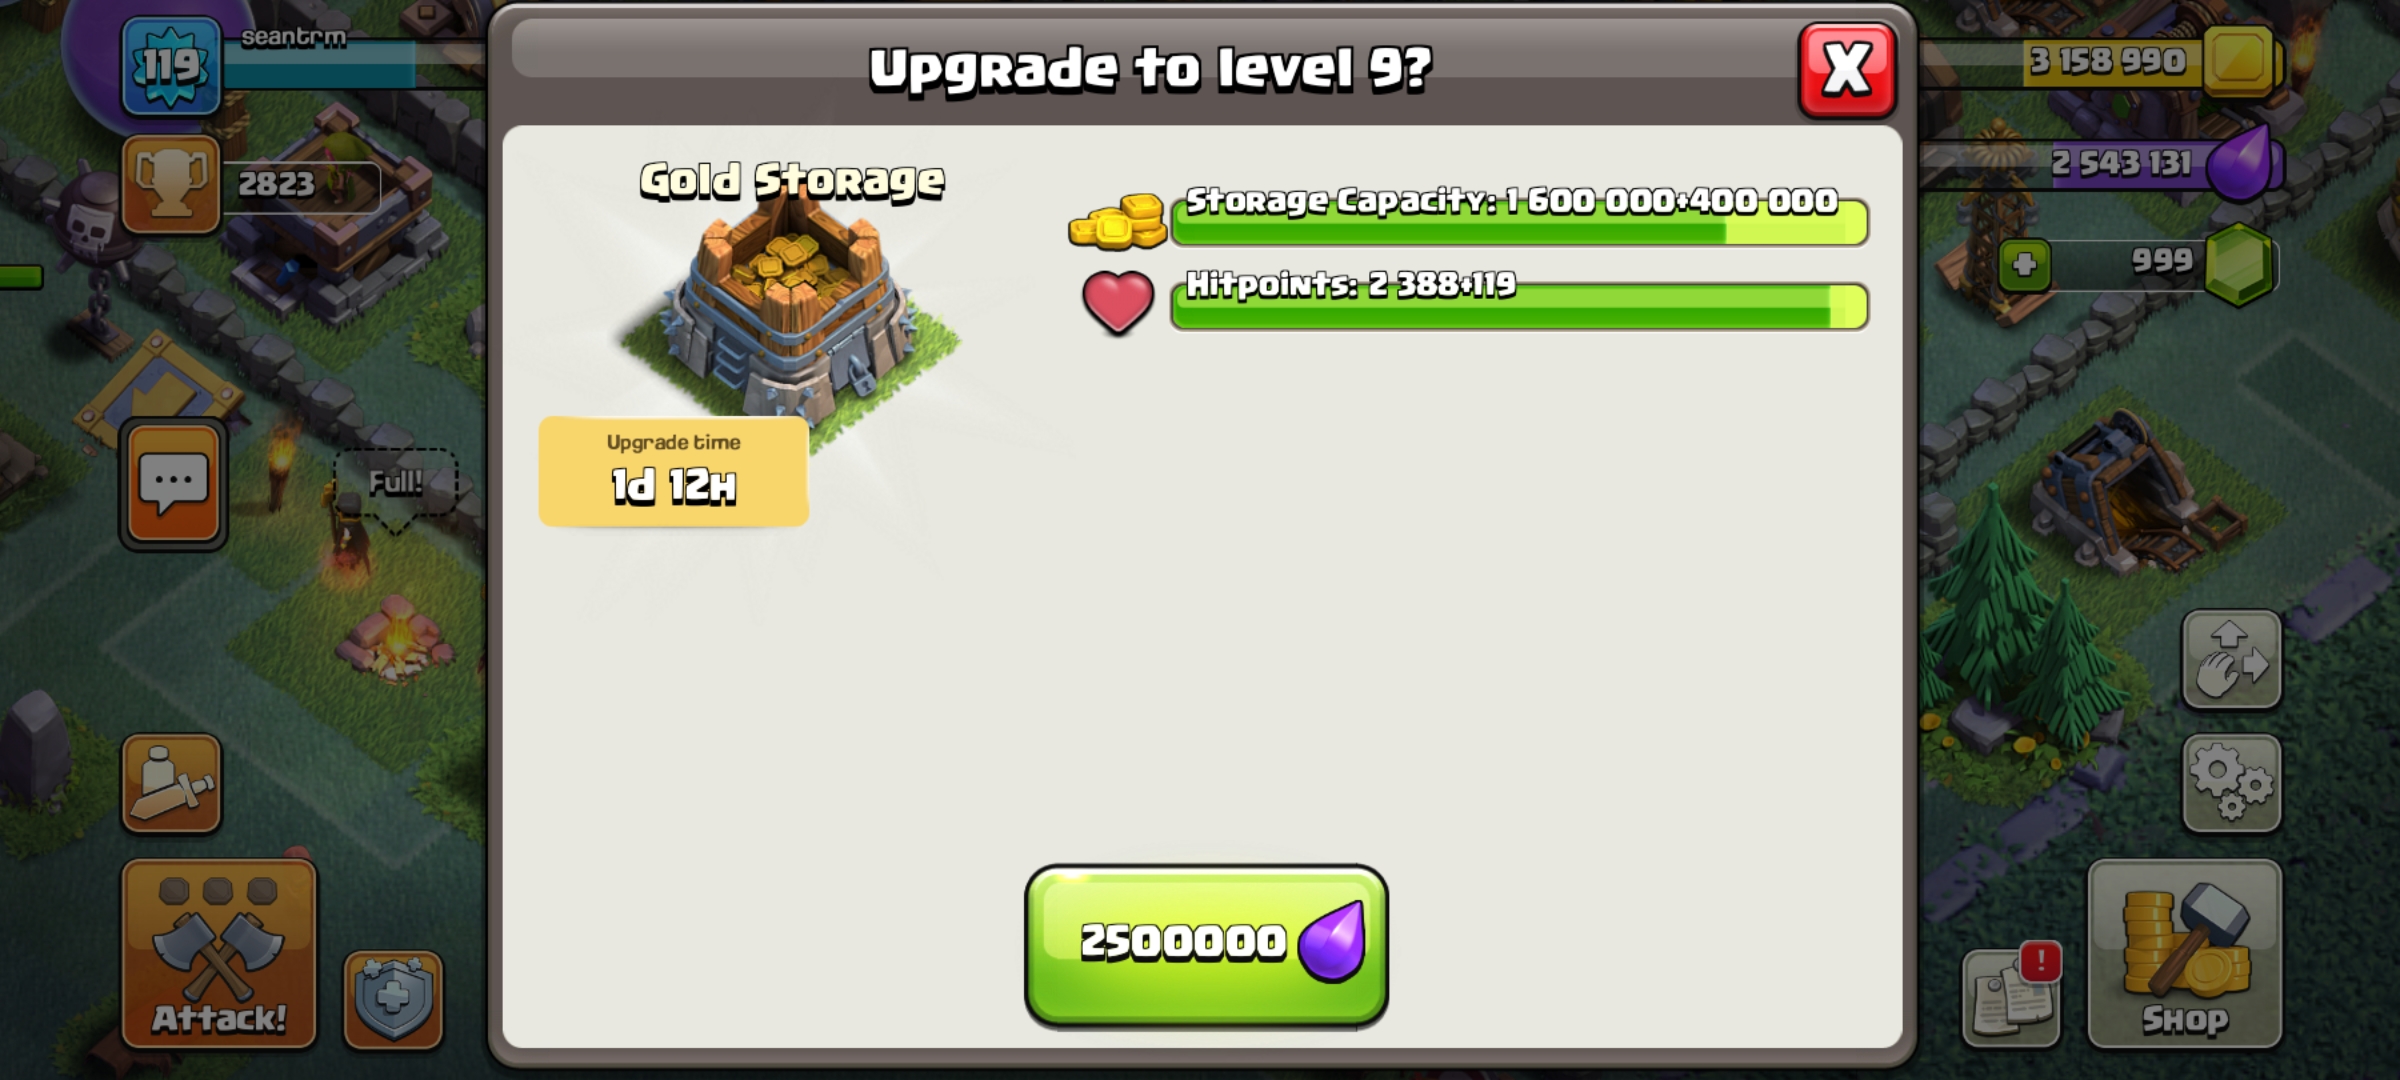 119
seantrm
Upgrade to level 9?
X
3 158 990
2823
Gold Storage
Storage Capacity: 1 600 000+400 000
2 543 131
Hitpoints: 2 388+119
999
Upgrade time
1d 12H
Full!
2500000
Attack!
!
Shop